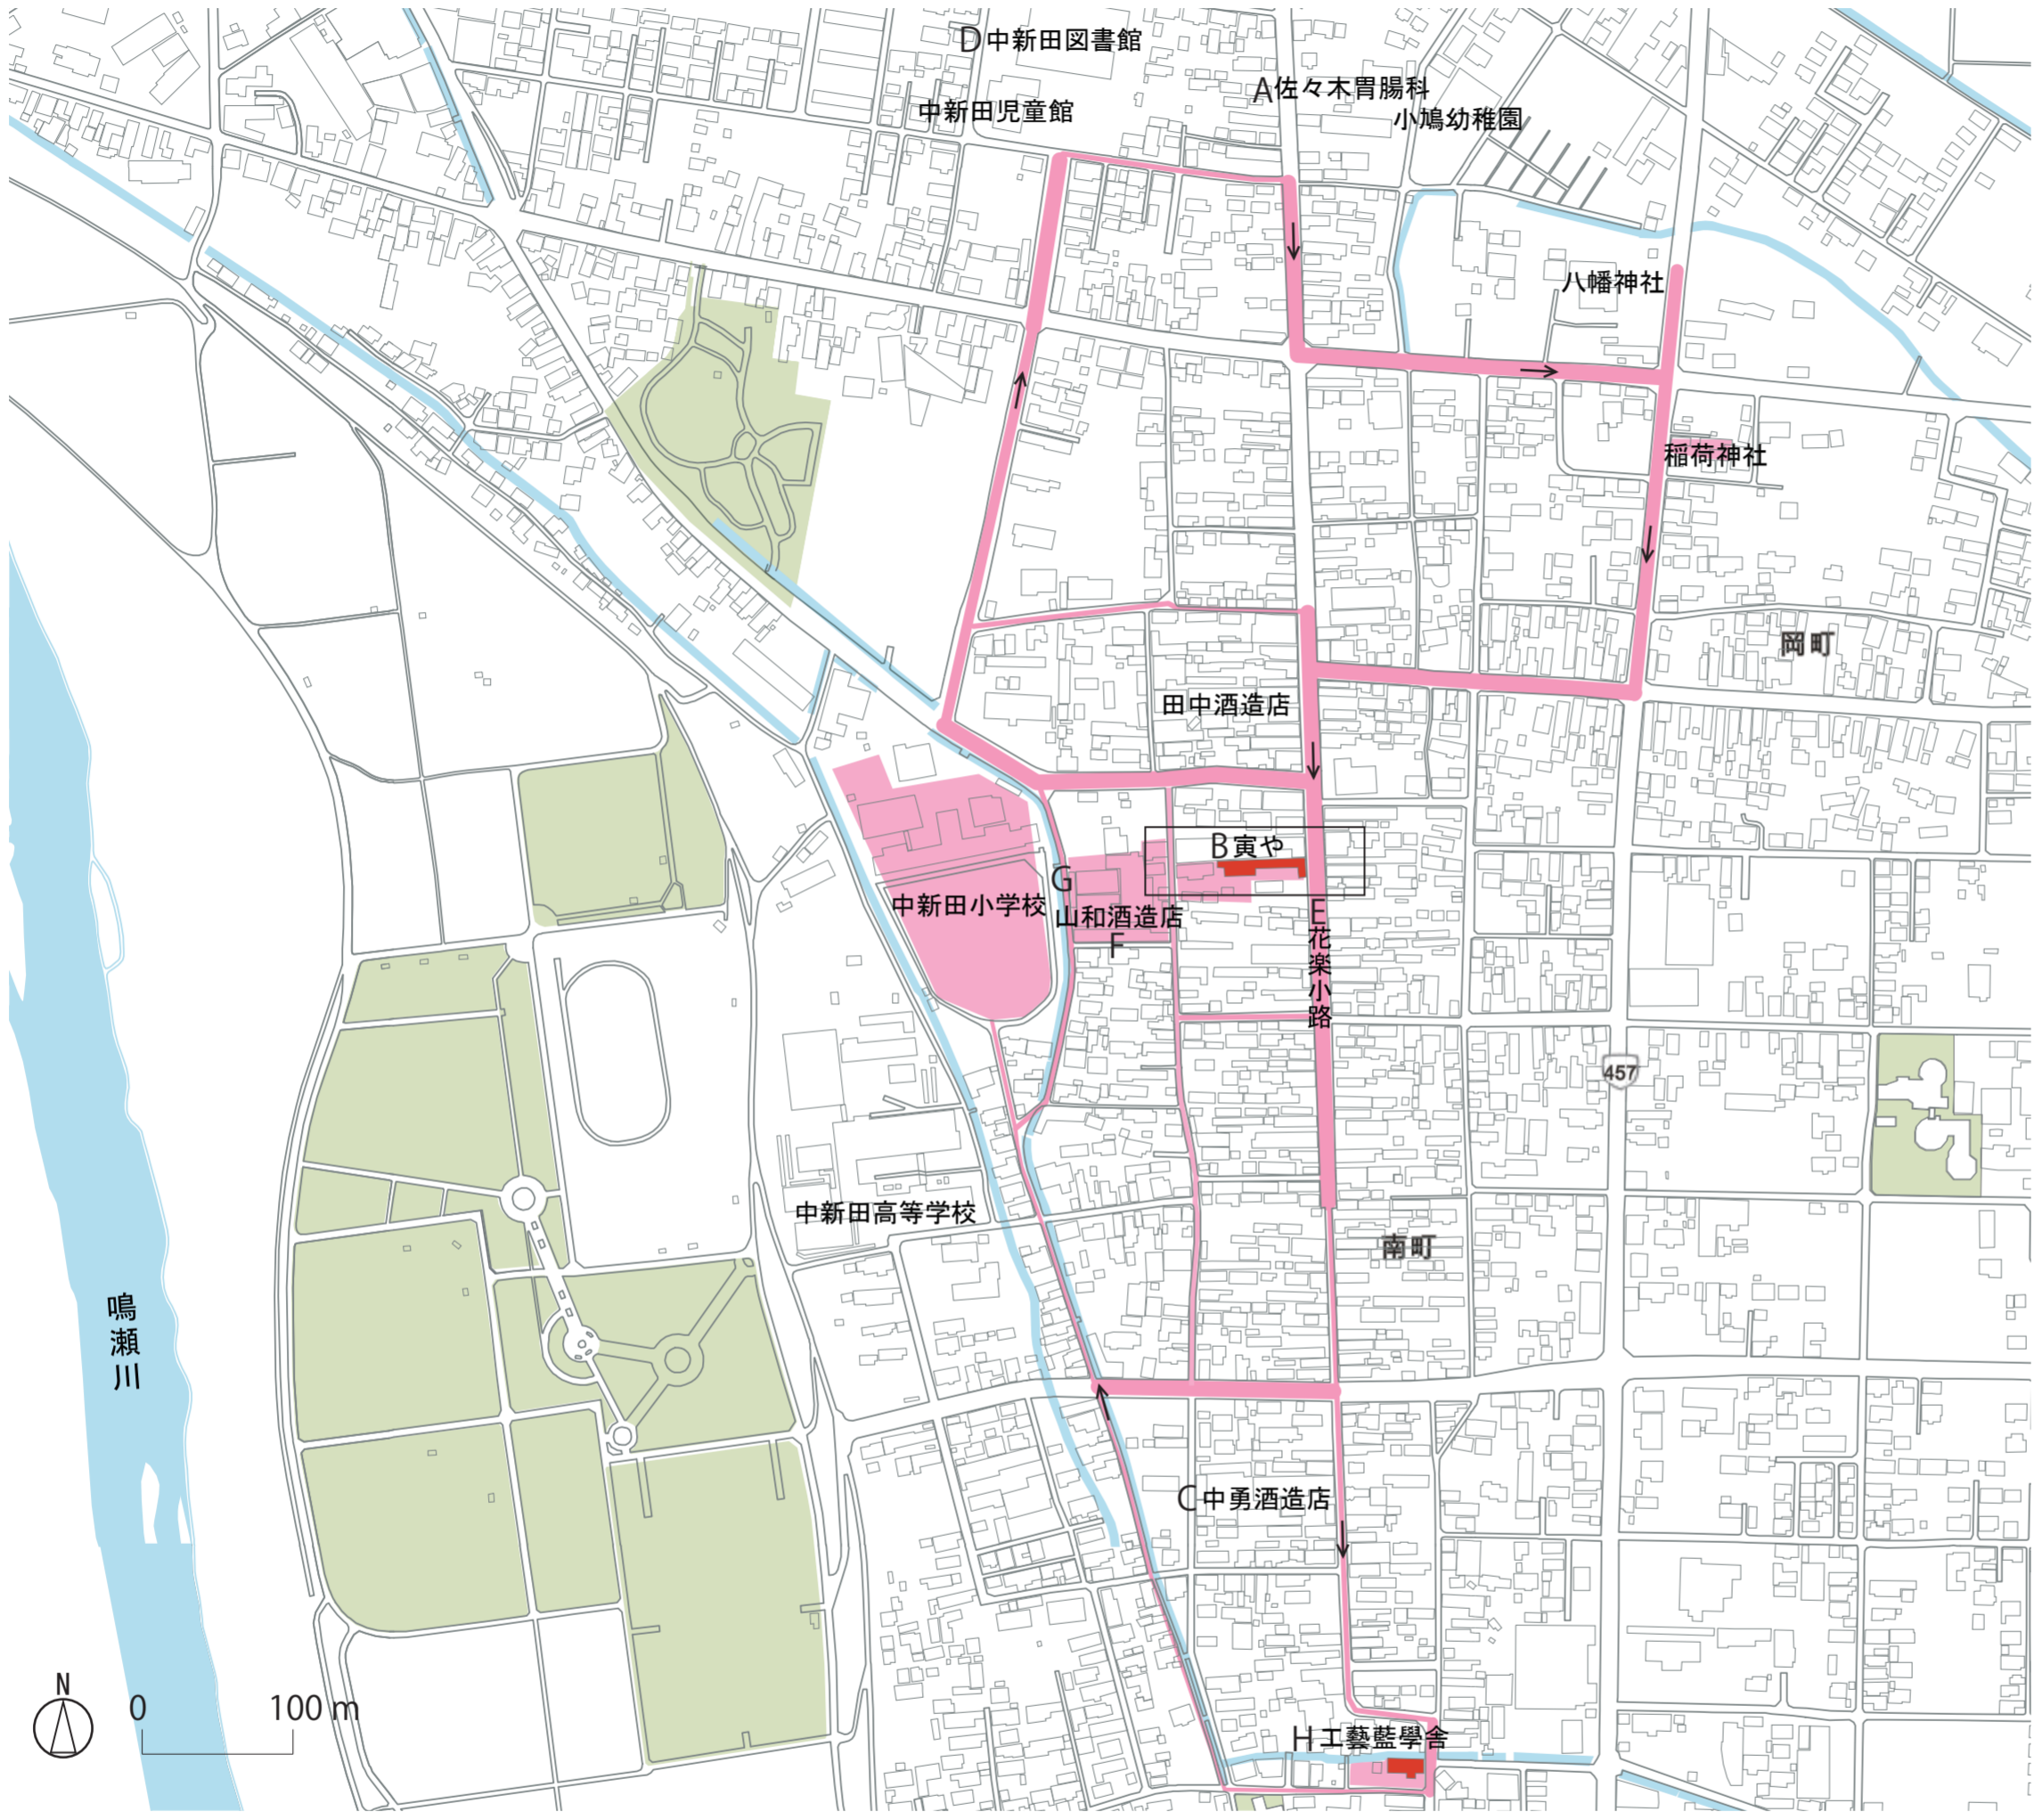 D中新田図書館
A佐々木胃腸科
中新田児童館
小鳩幼稚園
八幡神社
稲荷神社
岡町
田中酒造店
B寅や
G
中新田小学校
山和酒造店
F
E花楽小路
457
中新田高等学校
南町
鳴瀬川
C中勇酒造店
N
0 100 m
H工藝藍學舎